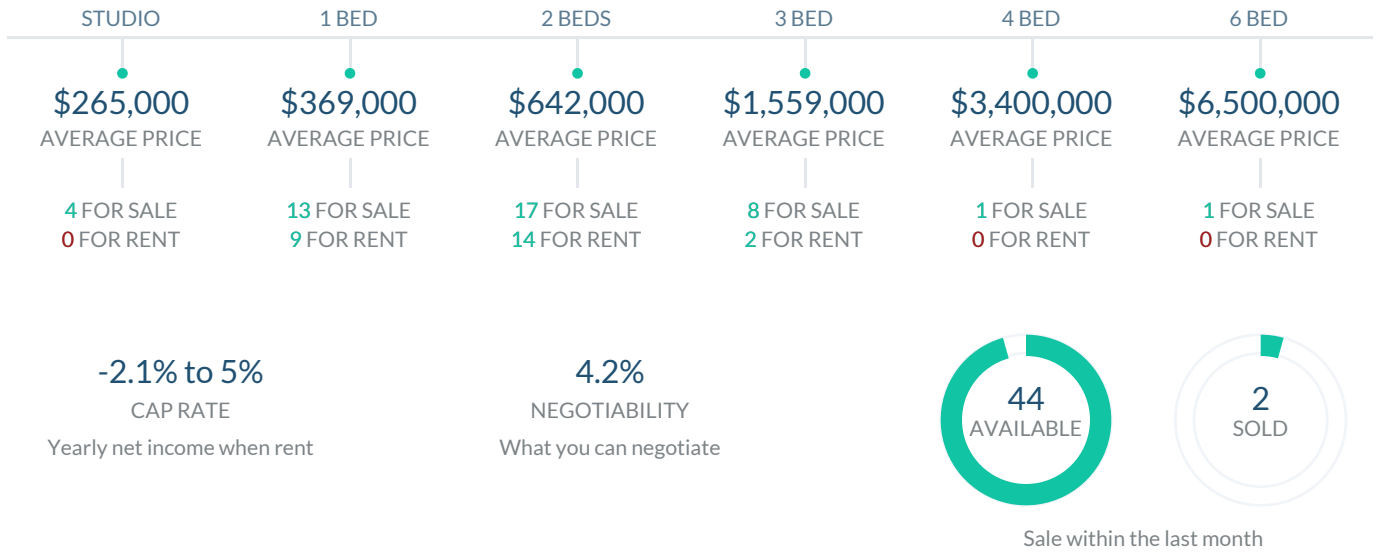 STUDIO
1 BED
2 BEDS
3 BED
4 BED
6 BED
$265,000
$369,000
$642,000
$1,559,000
$3,400,000
$6,500,000
AVERAGE PRICE
AVERAGE PRICE
AVERAGE PRICE
AVERAGE PRICE
AVERAGE PRICE
AVERAGE PRICE
4 FOR SALE
13 FOR SALE
17 FOR SALE
8 FOR SALE
1 FOR SALE
1 FOR SALE
0 FOR RENT
9 FOR RENT
14 FOR RENT
2 FOR RENT
0 FOR RENT
0 FOR RENT
-2.1% to 5%
CAP RATE
Yearly net income when rent
4.2%
NEGOTIABILITY
What you can negotiate
44
AVAILABLE
2
SOLD
Sale within the last month